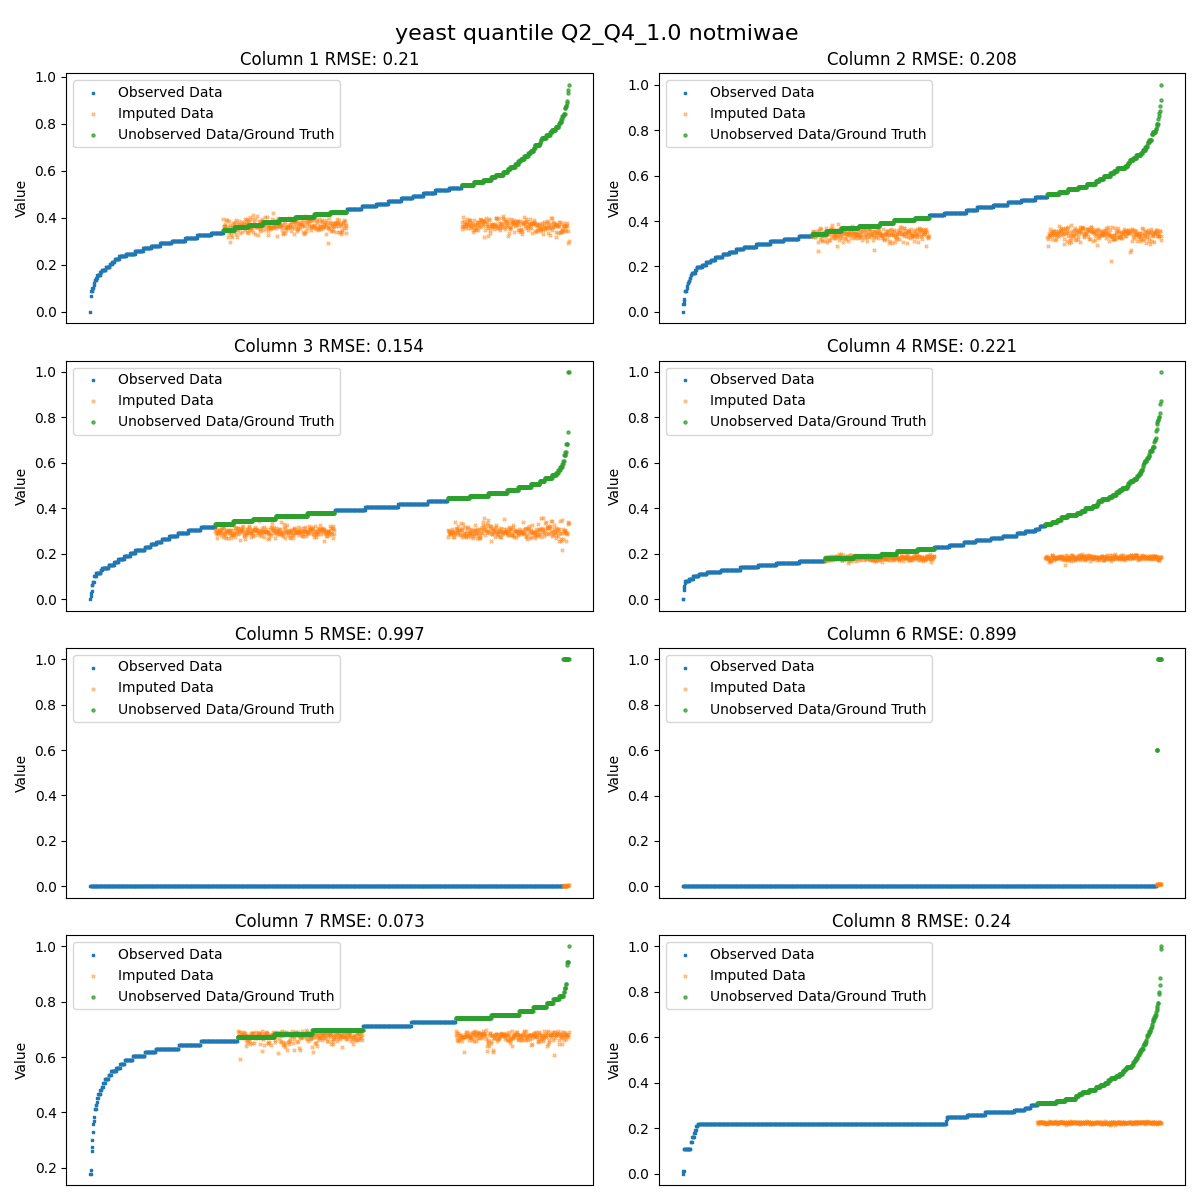 yeast quantile Q2_Q4_1.0 notmiwae
Column 1 RMSE: 0.21
1.0
0.8
0.6
0.4
0.2
0.0
Value
Observed Data
Imputed Data
Unobserved Data/Ground Truth
Column 2 RMSE: 0.208
1.0
0.8
0.6
0.4
0.2
0.0
Value
Observed Data
Imputed Data
Unobserved Data/Ground Truth
Column 3 RMSE: 0.154
1.0
0.8
0.6
0.4
0.2
0.0
Value
Observed Data
Imputed Data
Unobserved Data/Ground Truth
Column 4 RMSE: 0.221
1.0
0.8
0.6
0.4
0.2
0.0
Value
Observed Data
Imputed Data
Unobserved Data/Ground Truth
Column 5 RMSE: 0.997
1.0
0.8
0.6
0.4
0.2
0.0
Value
Observed Data
Imputed Data
Unobserved Data/Ground Truth
Column 6 RMSE: 0.899
1.0
0.8
0.6
0.4
0.2
0.0
Value
Observed Data
Imputed Data
Unobserved Data/Ground Truth
Column 7 RMSE: 0.073
1.0
0.8
0.6
0.4
0.2
Value
Observed Data
Imputed Data
Unobserved Data/Ground Truth
Column 8 RMSE: 0.24
1.0
0.8
0.6
0.4
0.2
0.0
Value
Observed Data
Imputed Data
Unobserved Data/Ground Truth